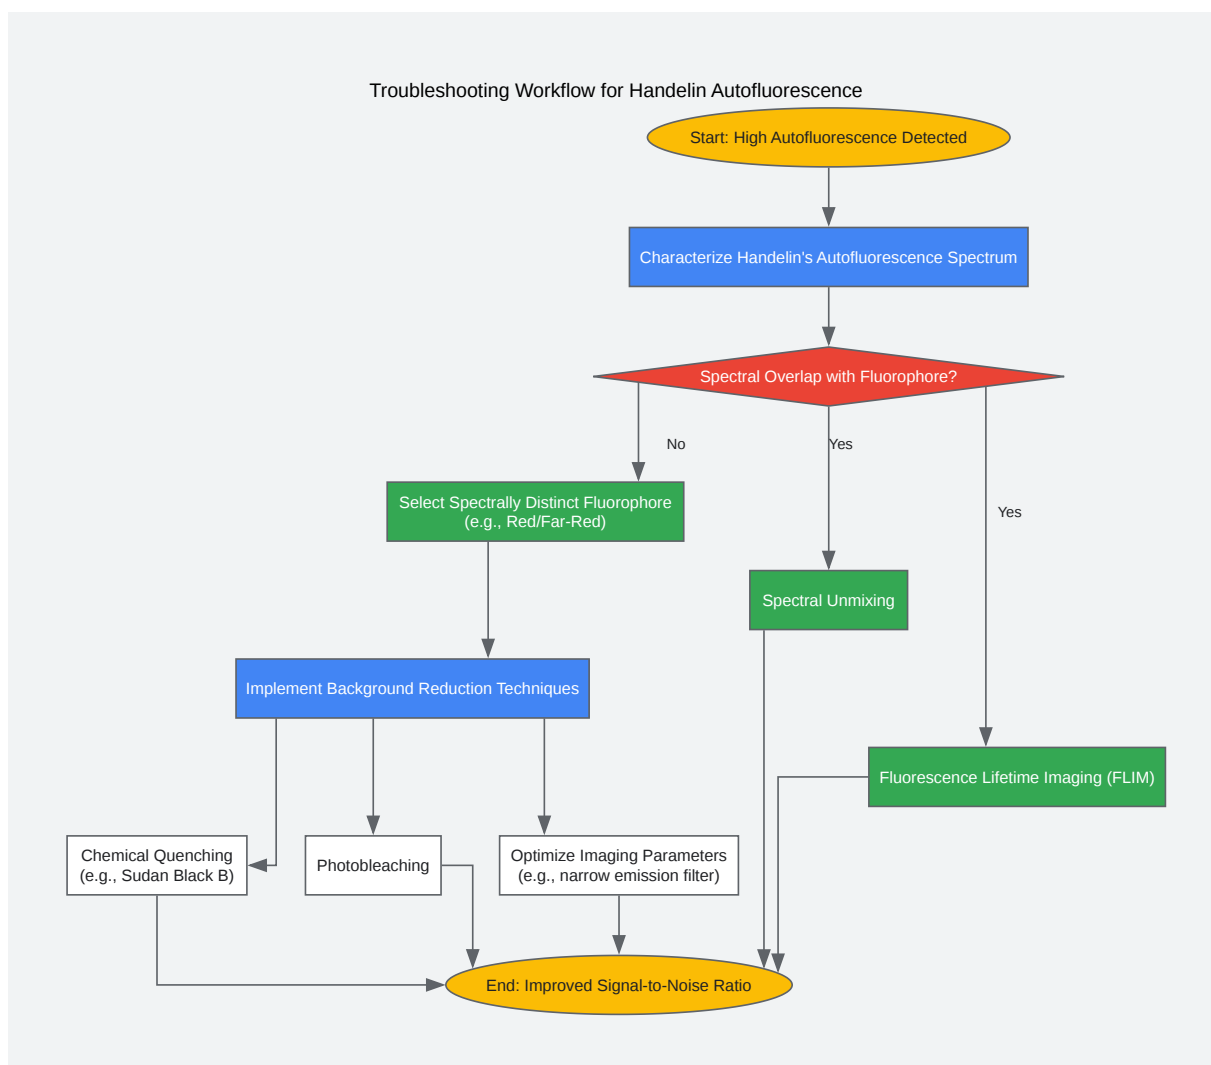 Troubleshooting Workflow for Handelin Autofluorescence
Start: High Autofluorescence Detected
Characterize Handelin's Autofluorescence Spectrum
Spectral Overlap with Fluorophore?
No
Yes
Yes
Select Spectrally Distinct Fluorophore
(e.g., Red/Far-Red)
Spectral Unmixing
Implement Background Reduction Techniques
Fluorescence Lifetime Imaging (FLIM)
Chemical Quenching
(e.g., Sudan Black B)
Photobleaching
Optimize Imaging Parameters
(e.g., narrow emission filter)
End: Improved Signal-to-Noise Ratio